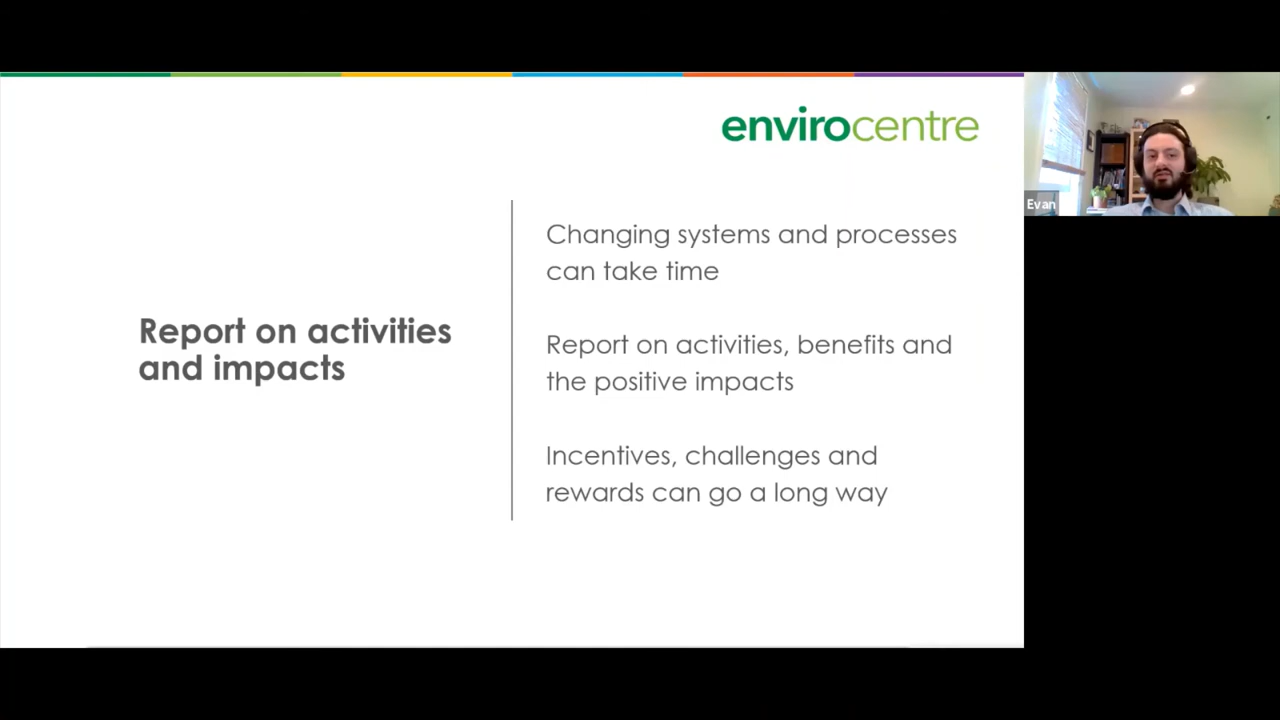 envirocentre
Evan
Changing systems and processes
can take time
Report on activities
and impacts
Report on activities, benefits and
the positive impacts
Incentives, challenges and
rewards can go a long way